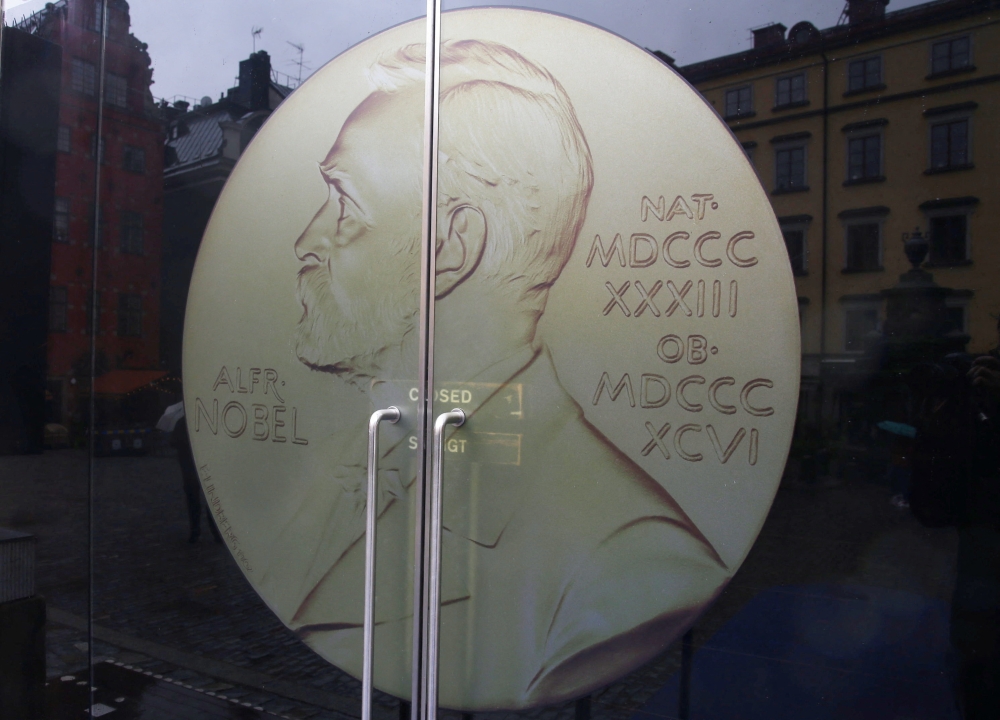 ALFR·
NOBEL
NAT·
MDCCC
XXXIII
OB·
MDCCC
XCVI